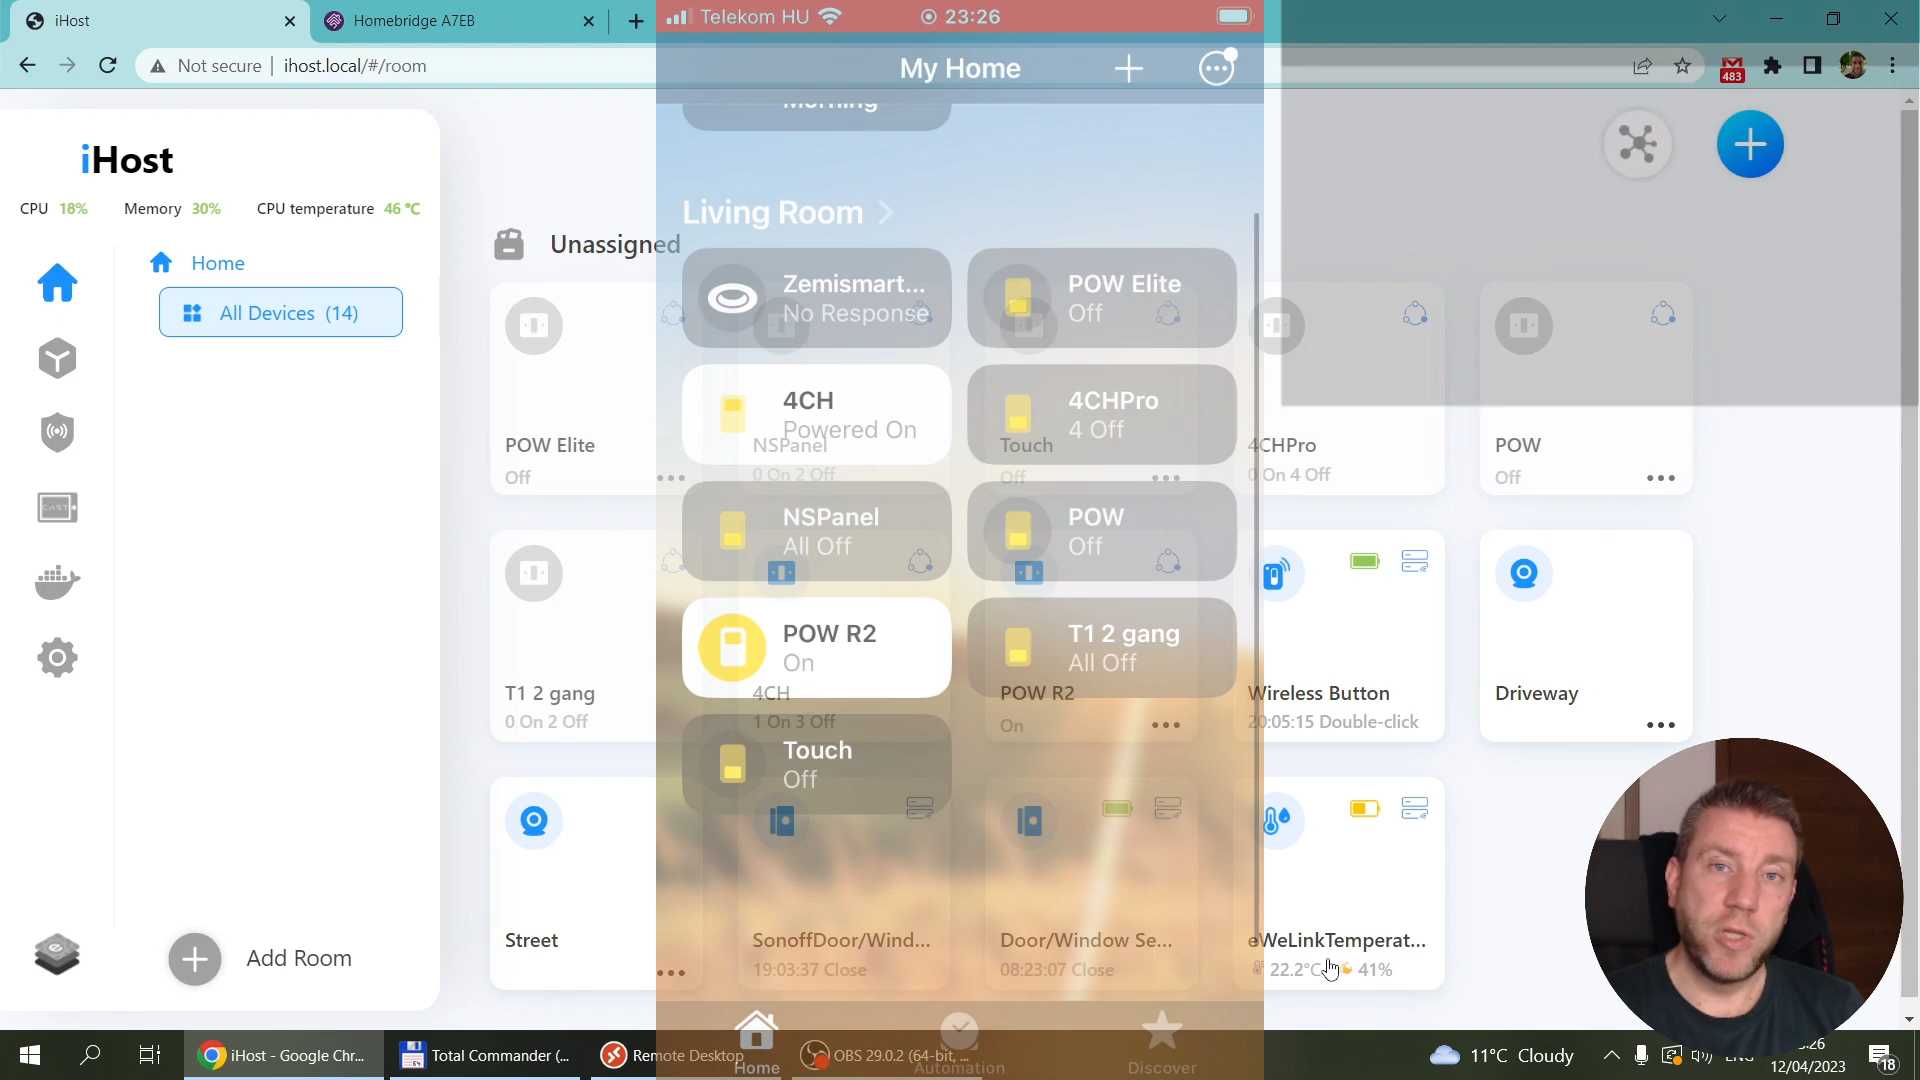 iHost
Homebridge A7EB
Telekom HU
23:26
Not secure
ihost.local/#/room
483
My Home
Morning
iHost
CPU 18%
Memory 30%
CPU temperature 46 ℃
Home
All Devices (14)
Add Room
Unassigned
Living Room
Zemismart...
No Response
POW Elite
Off
4CH
Powered On
4CHPro
4 Off
NSPanel
All Off
POW
Off
POW R2
On
T1 2 gang
All Off
Touch
Off
POW Elite
Off
NSPanel
0 On 2 Off
Touch
Off
4CHPro
0 On 4 Off
POW
Off
T1 2 gang
0 On 2 Off
4CH
1 On 3 Off
POW R2
On
Wireless Button
20:05:15 Double-click
Driveway
Street
SonoffDoor/Wind...
19:03:37 Close
Door/Window Se...
08:23:07 Close
eWeLinkTemperat...
22.2°C 41%
CAST
Home
Automation
Discover
iHost - Google Chr...
Total Commander (...
Remote Desktop
OBS 29.0.2 (64-bit, ...
11°C Cloudy
ENG
:26
12/04/2023
18